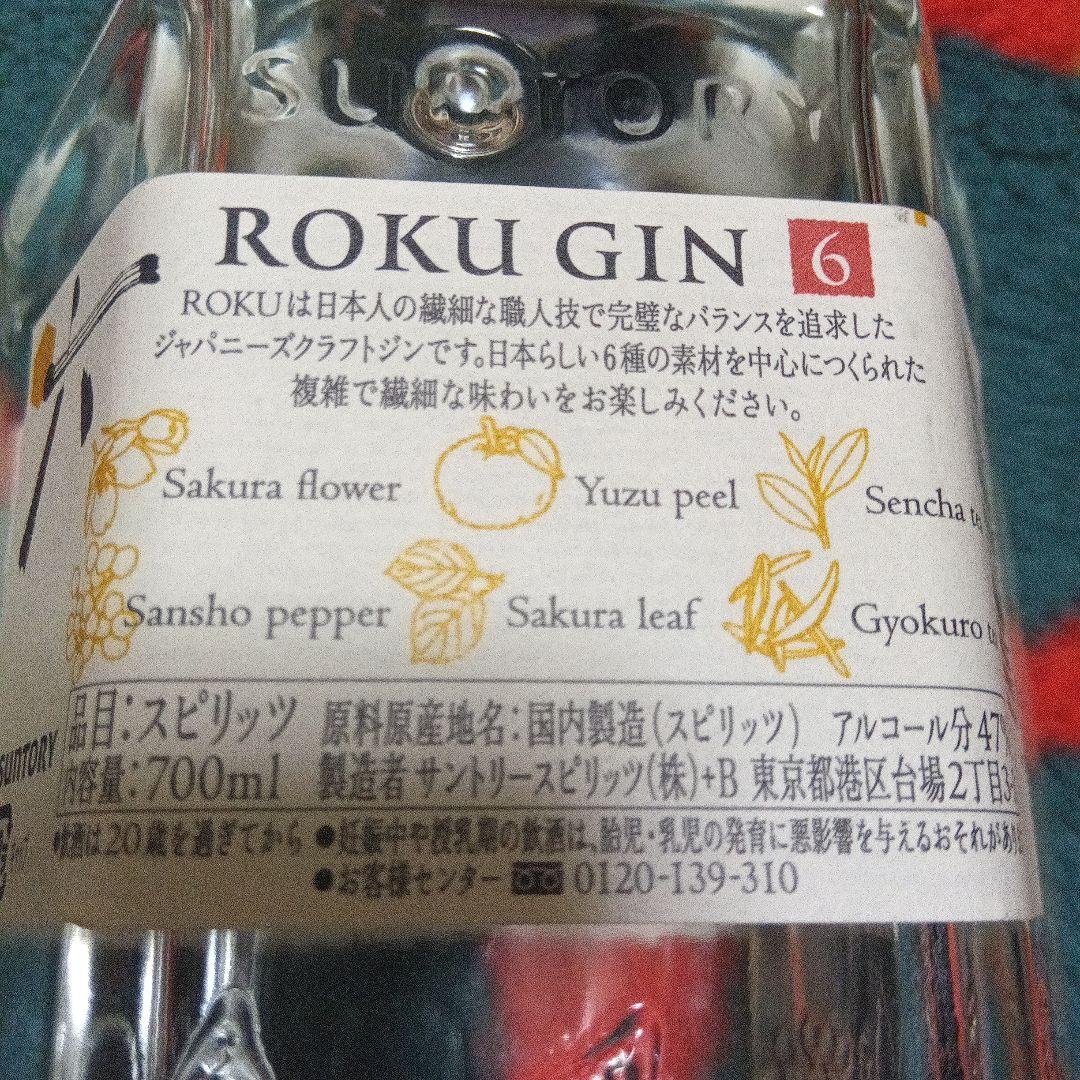 SUNTORY
ROKU GIN 6
ROKUは日本人の繊細な職人技で完璧なバランスを追求した
ジャパニーズクラフトジンです。日本らしい6種の素材を中心につくられた
複雑で繊細な味わいをお楽しみください。
Sakura flower Yuzu peel Sencha
Sansho pepper Sakura leaf Gyokuro
品目:スピリッツ 原料原産地名:国内製造(スピリッツ) アルコール分47%
SUNTORY
内容量:700ml 製造者 サントリースピリッツ(株)+B 東京都港区台場2丁目3
飲酒は20歳を過ぎてから ●妊娠中や授乳期の飲酒は、胎児・乳児の発育に悪影響を与えるおそれがあり
●お客様センター 0120-139-310